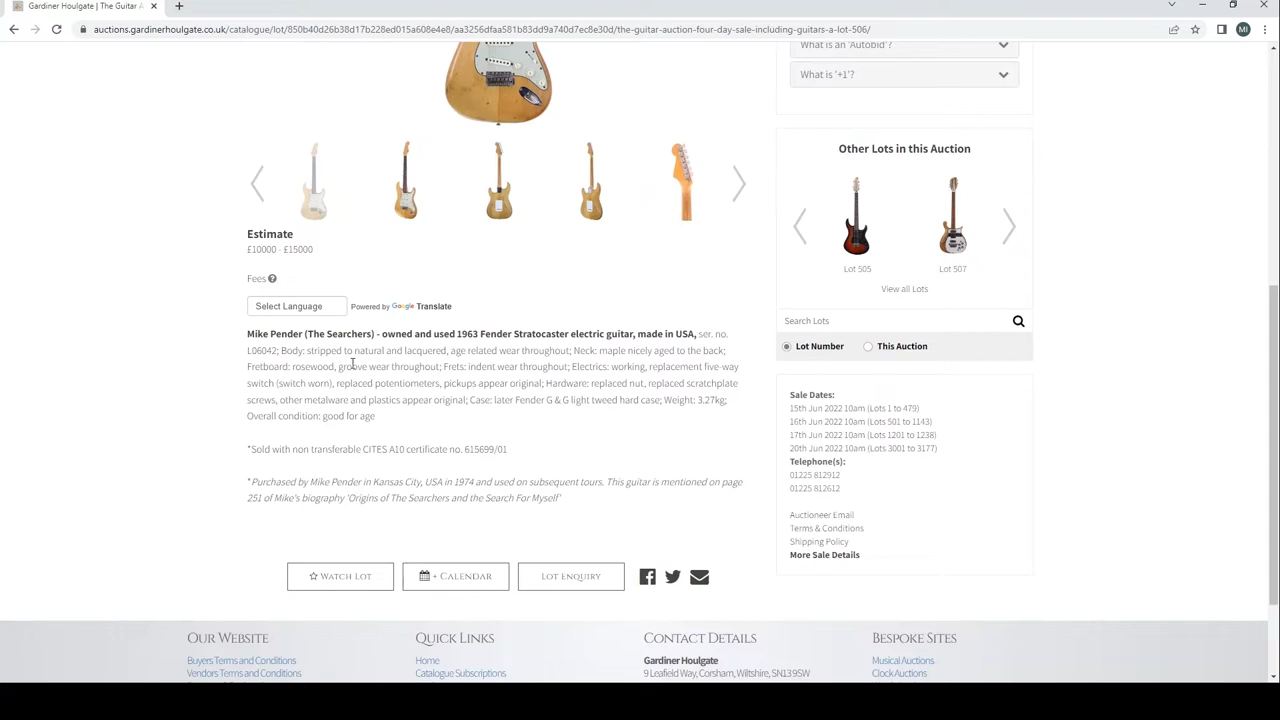 Gardiner Houlgate | The Guitar A
auctions.gardinerhoulgate.co.uk/catalogue/lot/850b40d26b38d17b228ed015a608e4e8/aa3256dfaa581b83dd9a740d7ec8e30d/the-guitar-auction-four-day-sale-including-guitars-a-lot-506/
MI
What is an 'Autobid'?
What is '+1'?
Estimate
£10000 - £15000
Fees
Select Language
Powered by Google Translate
Mike Pender (The Searchers) - owned and used 1963 Fender Stratocaster electric guitar, made in USA, ser. no.
L06042; Body: stripped to natural and lacquered, age related wear throughout; Neck: maple nicely aged to the back;
Fretboard: rosewood, groove wear throughout; Frets: indent wear throughout; Electrics: working, replacement five-way
switch (switch worn), replaced potentiometers, pickups appear original; Hardware: replaced nut, replaced scratchplate
screws, other metalware and plastics appear original; Case: later Fender G & G light tweed hard case; Weight: 3.27kg;
Overall condition: good for age
*Sold with non transferable CITES A10 certificate no. 615699/01
*Purchased by Mike Pender in Kansas City, USA in 1974 and used on subsequent tours. This guitar is mentioned on page
251 of Mike's biography 'Origins of The Searchers and the Search For Myself'
Watch Lot
+ Calendar
Lot Enquiry
Other Lots in this Auction
Lot 505
Lot 507
View all Lots
Search Lots
Lot Number
This Auction
Sale Dates:
15th Jun 2022 10am (Lots 1 to 479)
16th Jun 2022 10am (Lots 501 to 1143)
17th Jun 2022 10am (Lots 1201 to 1238)
20th Jun 2022 10am (Lots 3001 to 3177)
Telephone(s):
01225 812912
01225 812612
Auctioneer Email
Terms & Conditions
Shipping Policy
More Sale Details
Our Website
Buyers Terms and Conditions
Vendors Terms and Conditions
Quick Links
Home
Catalogue Subscriptions
Contact Details
Gardiner Houlgate
9 Leafield Way, Corsham, Wiltshire, SN13 9SW
Bespoke Sites
Musical Auctions
Clock Auctions